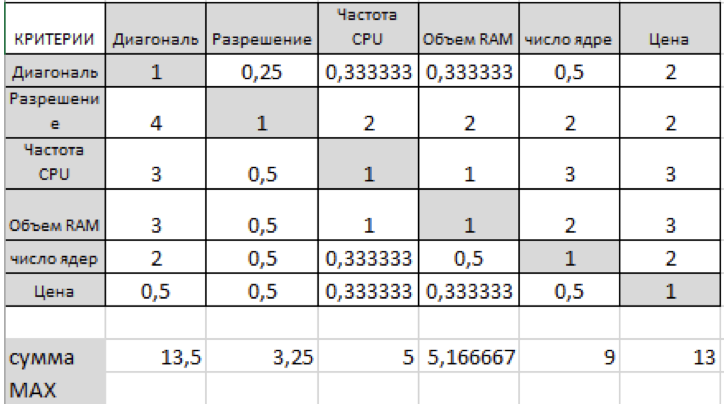 КРИТЕРИИ Диагональ Разрешение Частота CPU Объем RAM число ядре Цена
Диагональ 1 0,25 0,333333 0,333333 0,5 2
Разрешени
е 4 1 2 2 2 2
Частота
CPU 3 0,5 1 1 3 3
Объем RAM 3 0,5 1 1 2 3
число ядер 2 0,5 0,333333 0,5 1 2
Цена 0,5 0,5 0,333333 0,333333 0,5 1
сумма 13,5 3,25 5 5,166667 9 13
MAX